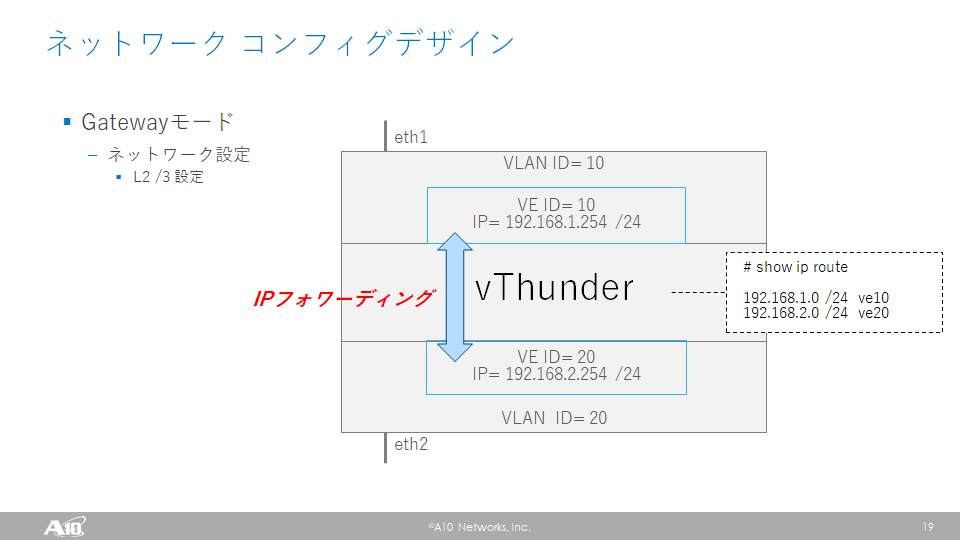 ネットワーク コンフィグデザイン
Gatewayモード
– ネットワーク設定
L2 /3 設定
eth1
VLAN ID= 10
VE ID= 10
IP= 192.168.1.254 /24
IPフォワーディング
vThunder
# show ip route
192.168.1.0 /24 ve10
192.168.2.0 /24 ve20
VE ID= 20
IP= 192.168.2.254 /24
VLAN ID= 20
eth2
A10
©A10 Networks, Inc.
19